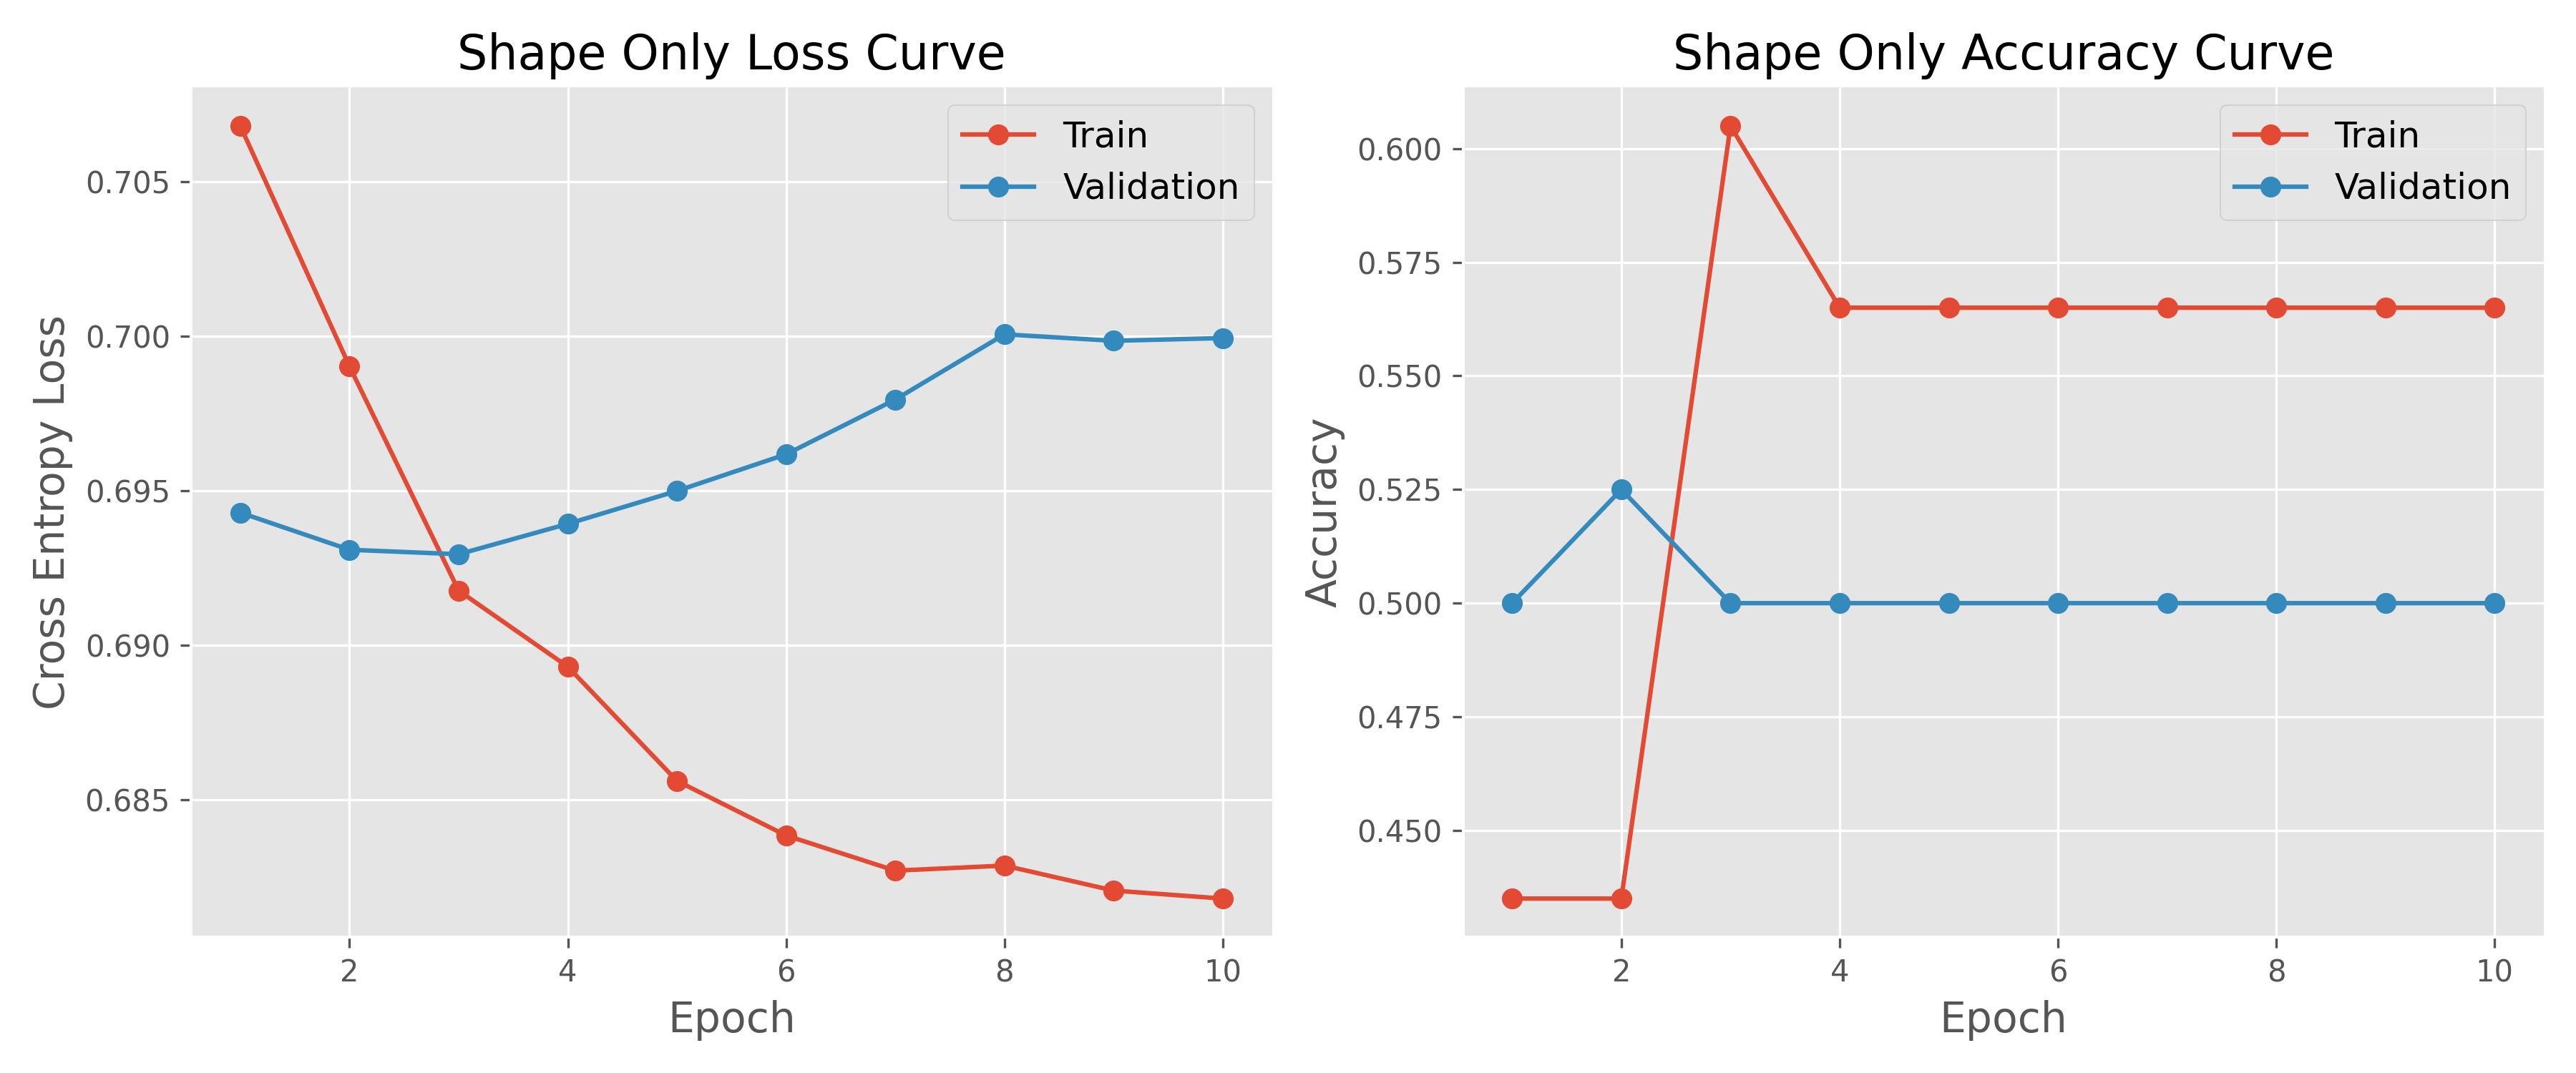 Shape Only Loss Curve
Train
Validation
0.705
0.700
0.695
0.690
0.685
Cross Entropy Loss
2 4 6 8 10
Epoch
Shape Only Accuracy Curve
Train
Validation
0.600
0.575
0.550
0.525
0.500
0.475
0.450
Accuracy
2 4 6 8 10
Epoch